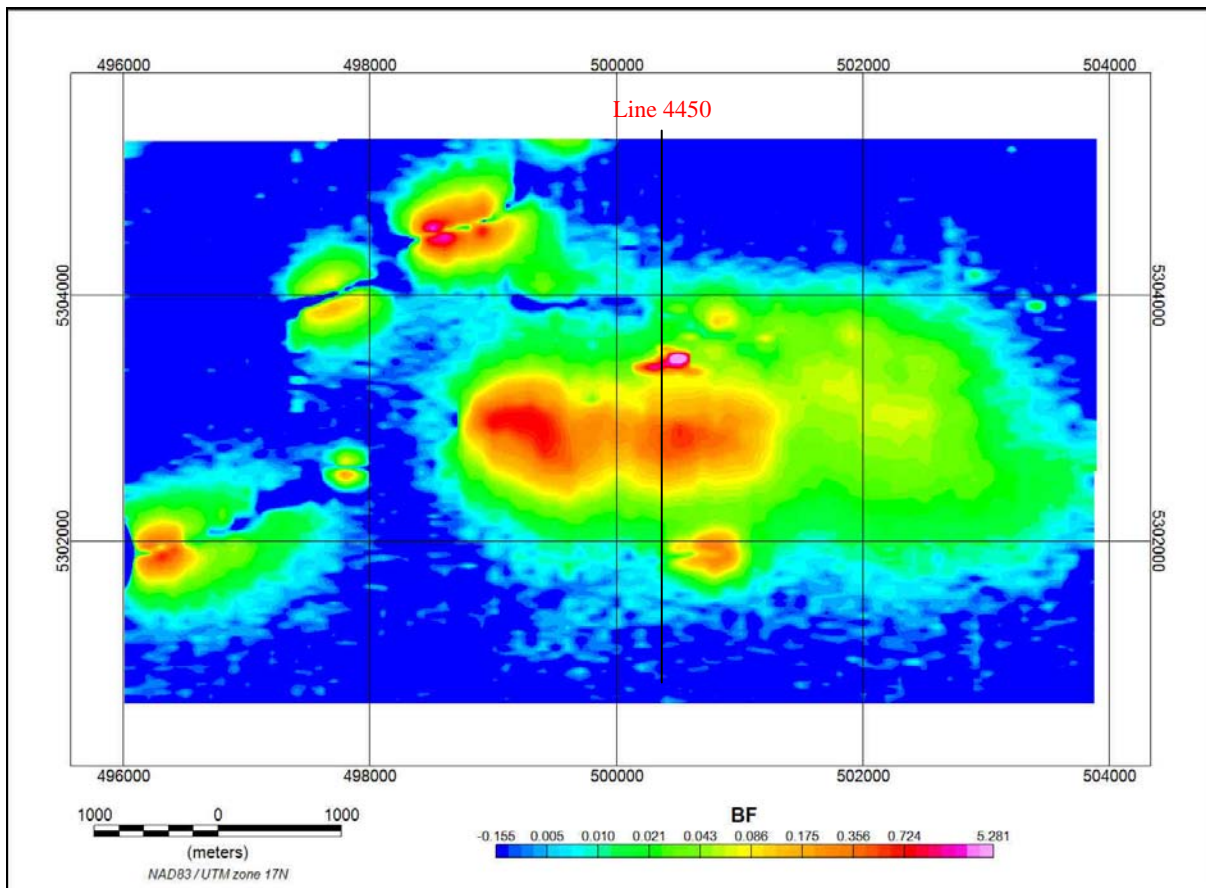 496000 498000 500000 502000 504000
Line 4450
5304000 5304000
5302000 5302000
496000 498000 500000 502000 504000
1000 0 1000
(meters)
NAD83 / UTM zone 17N
BF
-0.155 0.005 0.010 0.021 0.043 0.086 0.175 0.356 0.724 5.281